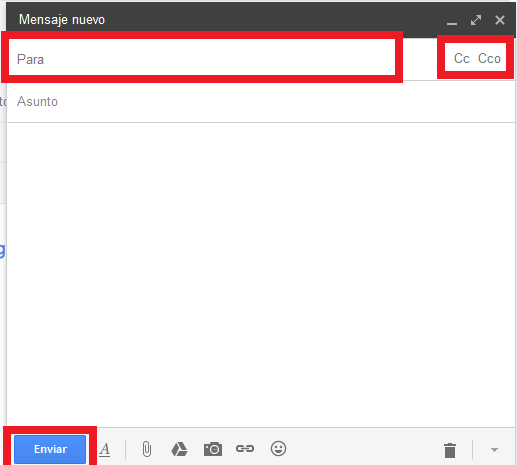 Mensaje nuevo
Para Cc Cco
Asunto
Enviar A